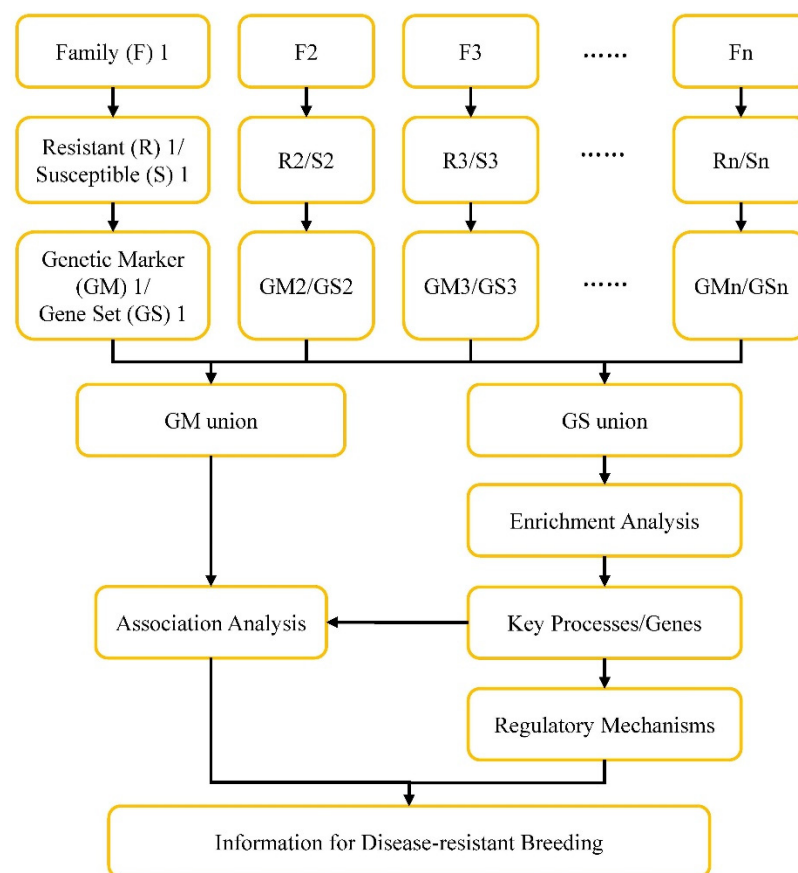 Family (F) 1
F2
F3
……
Fn
Resistant (R) 1/
Susceptible (S) 1
R2/S2
R3/S3
……
Rn/Sn
Genetic Marker
(GM) 1/
Gene Set (GS) 1
GM2/GS2
GM3/GS3
……
GMn/GSn
GM union
GS union
Enrichment Analysis
Association Analysis
Key Processes/Genes
Regulatory Mechanisms
Information for Disease-resistant Breeding